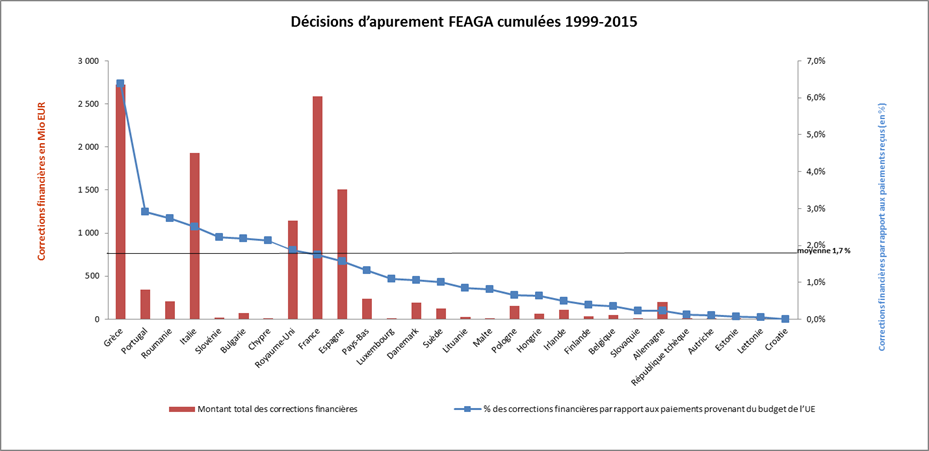 Décisions d’apurement FEAGA cumulées 1999-2015
Corrections financières en Mio EUR
3 000
2 500
2 000
1 500
1 000
500
0
7,0%
6,0%
5,0%
4,0%
3,0%
2,0%
1,0%
0,0%
moyenne 1,7 %
Corrections financières par rapport aux paiements reçus (en %)
Grèce
Portugal
Roumanie
Italie
Slovénie
Bulgarie
Chypre
Royaume-Uni
France
Espagne
Pays-Bas
Luxembourg
Danemark
Suède
Lituanie
Malte
Pologne
Hongrie
Irlande
Finlande
Belgique
Slovaquie
Allemagne
République tchèque
Autriche
Estonie
Lettonie
Croatie
Montant total des corrections financières
% des corrections financières par rapport aux paiements provenant du budget de l’UE